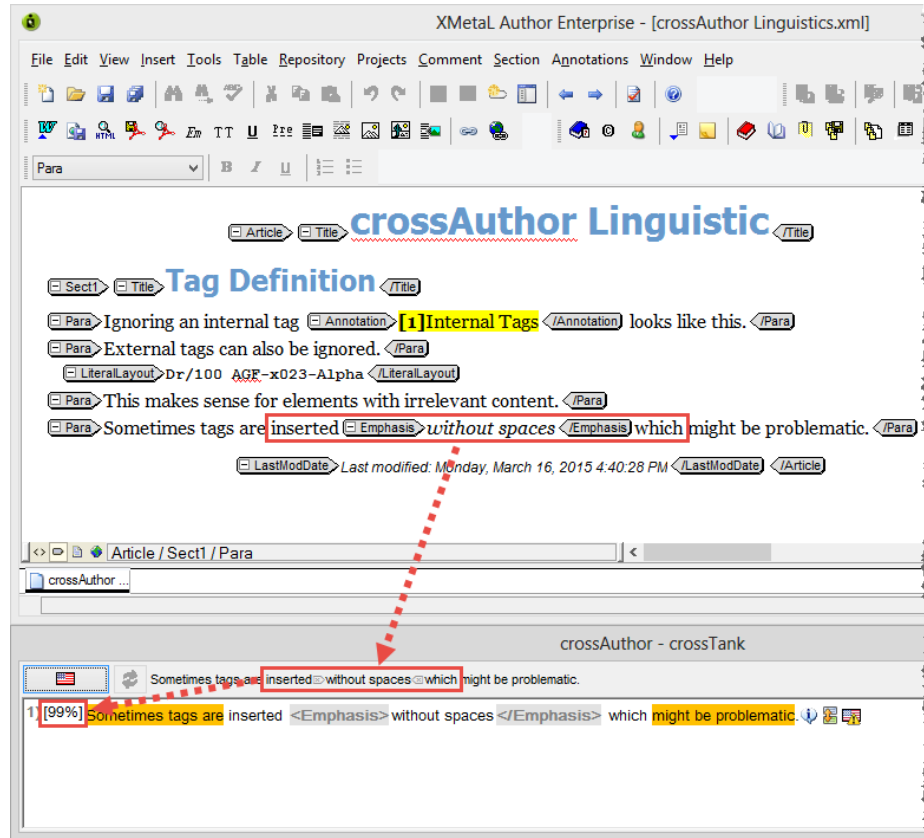 XMetaL Author Enterprise - [crossAuthor Linguistics.xml]
File Edit View Insert Tools Table Repository Projects Comment Section Annotations Window Help
HTML Em TT U Pre
Para B I U
Article Title crossAuthor Linguistic /Title
Sect1 Title Tag Definition /Title
Para Ignoring an internal tag Annotation [1]Internal Tags /Annotation looks like this. /Para
Para External tags can also be ignored. /Para
LiteralLayout Dr/100 AGF-x023-Alpha /LiteralLayout
Para This makes sense for elements with irrelevant content. /Para
Para Sometimes tags are inserted Emphasis without spaces /Emphasis which might be problematic. /Para
LastModDate Last modified: Monday, March 16, 2015 4:40:28 PM /LastModDate /Article
Article / Sect1 / Para
crossAuthor ...
crossAuthor - crossTank
Sometimes tags are inserted without spaces which might be problematic.
1) [99%] Sometimes tags are inserted <Emphasis> without spaces </Emphasis> which might be problematic.